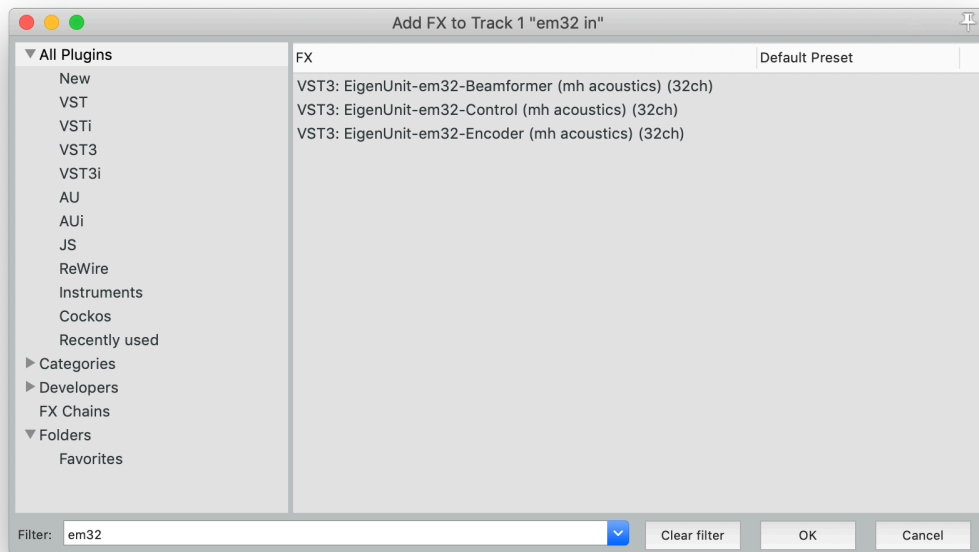 Add FX to Track 1 "em32 in"
All Plugins
New
VST
VSTi
VST3
VST3i
AU
AUi
JS
ReWire
Instruments
Cockos
Recently used
Categories
Developers
FX Chains
Folders
Favorites
FX Default Preset
VST3: EigenUnit-em32-Beamformer (mh acoustics) (32ch)
VST3: EigenUnit-em32-Control (mh acoustics) (32ch)
VST3: EigenUnit-em32-Encoder (mh acoustics) (32ch)
Filter: em32 Clear filter OK Cancel